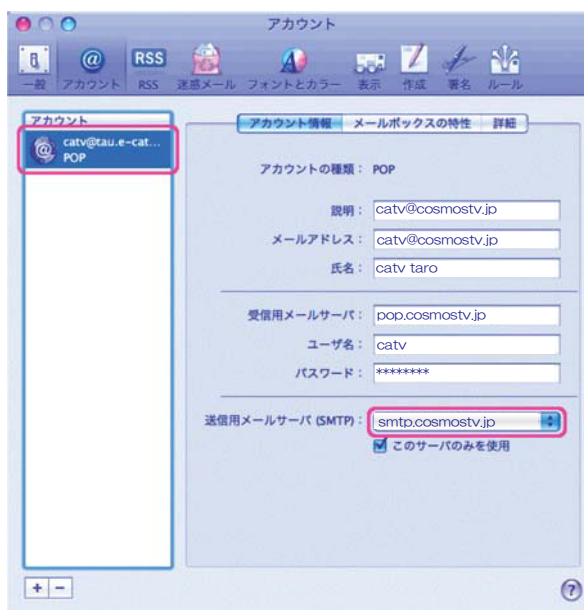 アカウント
一般 アカウント RSS RSS 迷惑メール フォントとカラー 表示 作成 署名 ルール
アカウント
catv@tau.e-cat...
POP
アカウント情報 メールボックスの特性 詳細
アカウントの種類： POP
説明： catv@cosmostv.jp
メールアドレス： catv@cosmostv.jp
氏名： catv taro
受信用メールサーバ： pop.cosmostv.jp
ユーザ名： catv
パスワード： ********
送信用メールサーバ (SMTP)： smtp.cosmostv.jp
このサーバのみを使用
+ − ?